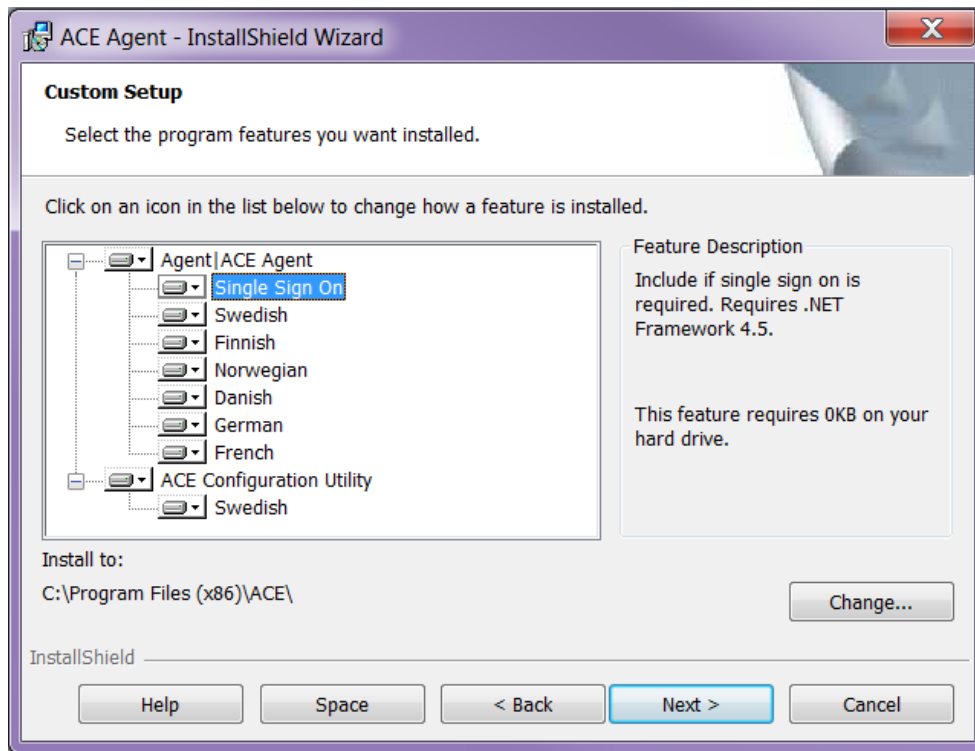 ACE Agent - InstallShield Wizard
X
Custom Setup
Select the program features you want installed.
Click on an icon in the list below to change how a feature is installed.
Agent|ACE Agent
Single Sign On
Swedish
Finnish
Norwegian
Danish
German
French
ACE Configuration Utility
Swedish
Feature Description
Include if single sign on is
required. Requires .NET
Framework 4.5.
This feature requires 0KB on your
hard drive.
Install to:
C:\Program Files (x86)\ACE\
Change...
InstallShield
Help
Space
< Back
Next >
Cancel